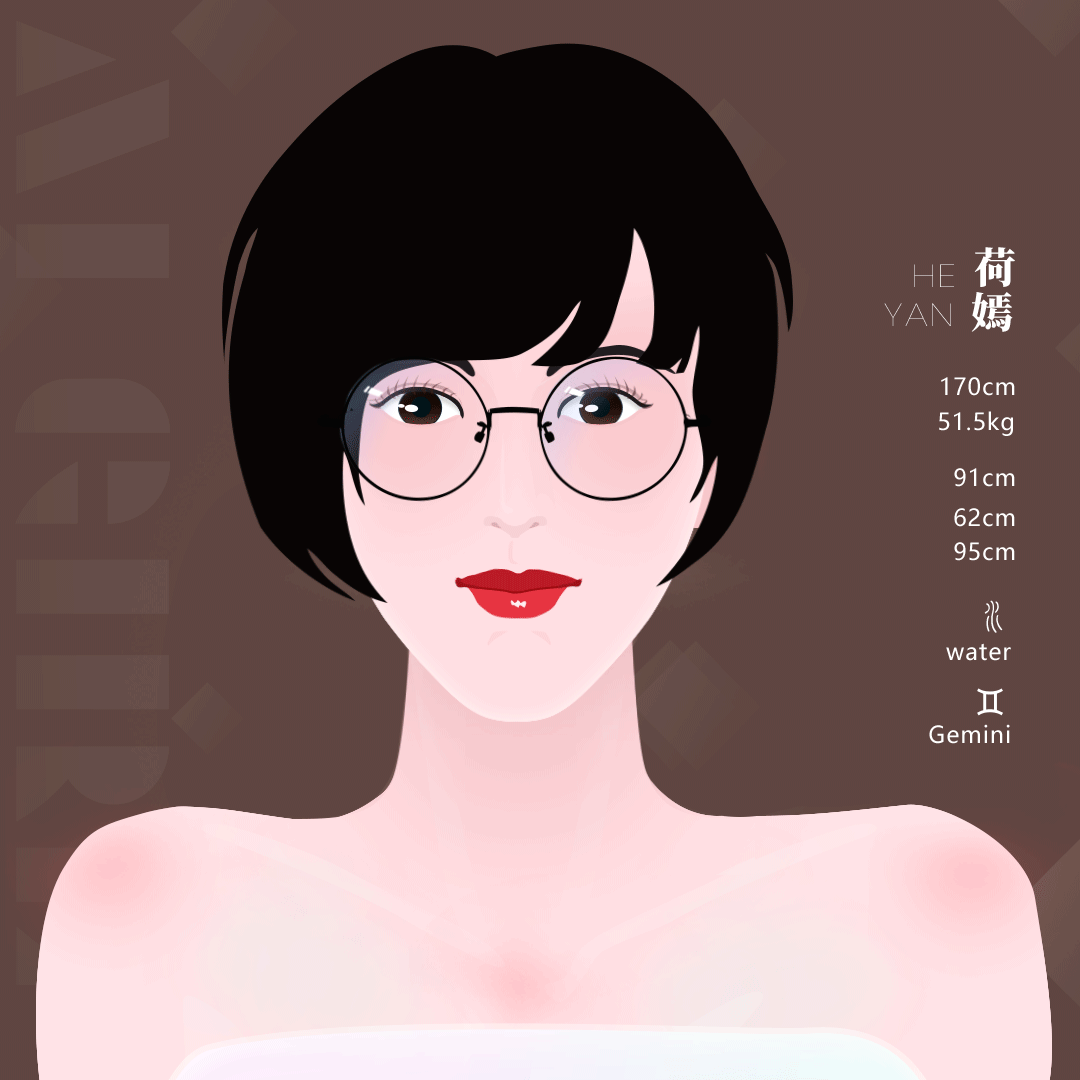 荷嫣
HE
YAN
170cm
51.5kg
91cm
62cm
95cm
water
Gemini